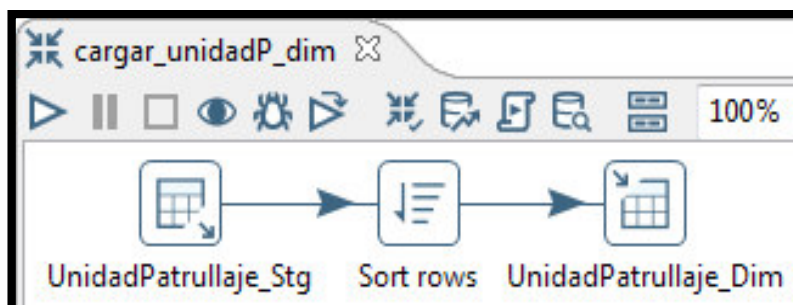 cargar_unidadP_dim
100%
UnidadPatrullaje_Stg Sort rows UnidadPatrullaje_Dim